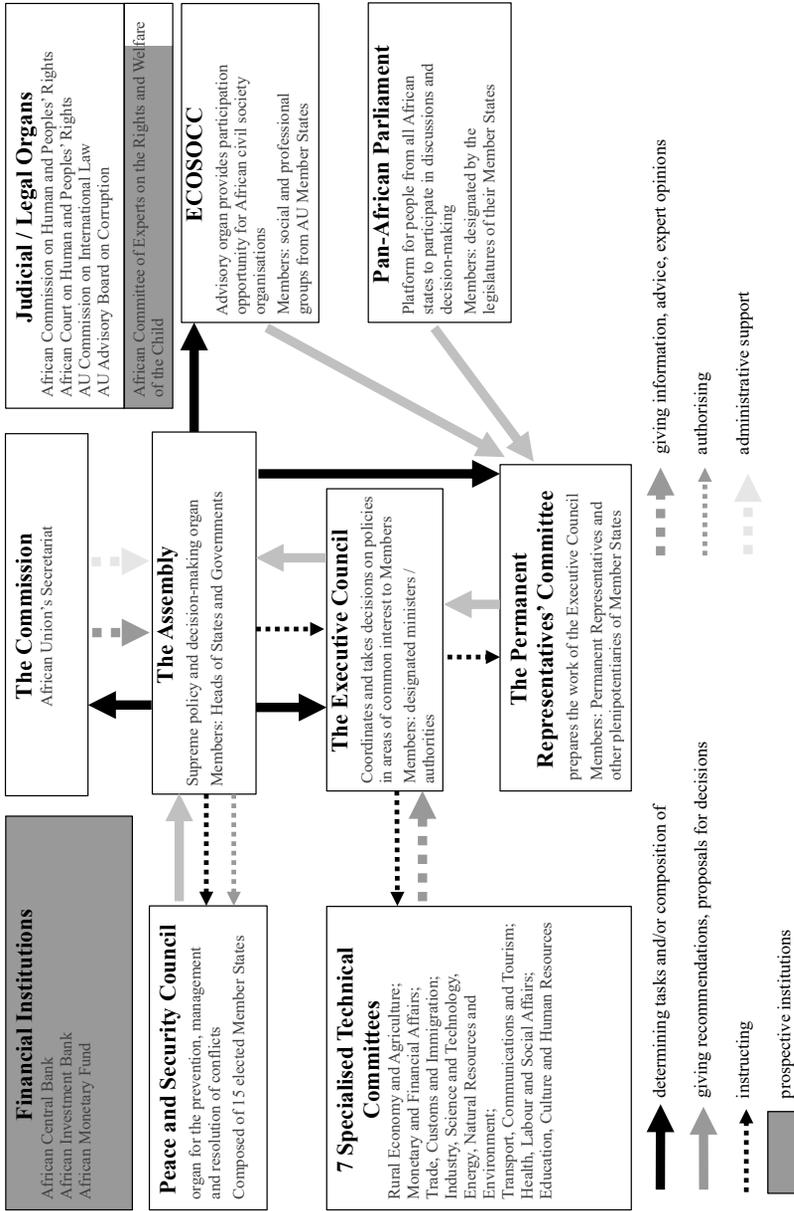 Financial Institutions
African Central Bank
African Investment Bank
African Monetary Fund
The Commission
African Union's Secretariat
Judicial / Legal Organs
African Commission on Human and Peoples' Rights
African Court on Human and Peoples' Rights
AU Commission on International Law
AU Advisory Board on Corruption
African Committee of Experts on the Rights and Welfare
of the Child
Peace and Security Council
organ for the prevention, management
and resolution of conflicts
Composed of 15 elected Member States
The Assembly
Supreme policy and decision-making organ
Members: Heads of States and Governments
ECOSOCC
Advisory organ provides participation
opportunity for African civil society
organisations
Members: social and professional
groups from AU Member States
7 Specialised Technical
Committees
Rural Economy and Agriculture;
Monetary and Financial Affairs;
Trade, Customs and Immigration;
Industry, Science and Technology,
Energy, Natural Resources and
Environment;
Transport, Communications and Tourism;
Health, Labour and Social Affairs;
Education, Culture and Human Resources
The Executive Council
Coordinates and takes decisions on policies
in areas of common interest to Members
Members: designated ministers /
authorities
Pan-African Parliament
Platform for people from all African
states to participate in discussions and
decision-making
Members: designated by the
legislatures of their Member States
The Permanent
Representatives' Committee
prepares the work of the Executive Council
Members: Permanent Representatives and
other plenipotentiaries of Member States
determining tasks and/or composition of
giving recommendations, proposals for decisions
instructing
prospective institutions
giving information, advice, expert opinions
authorising
administrative support